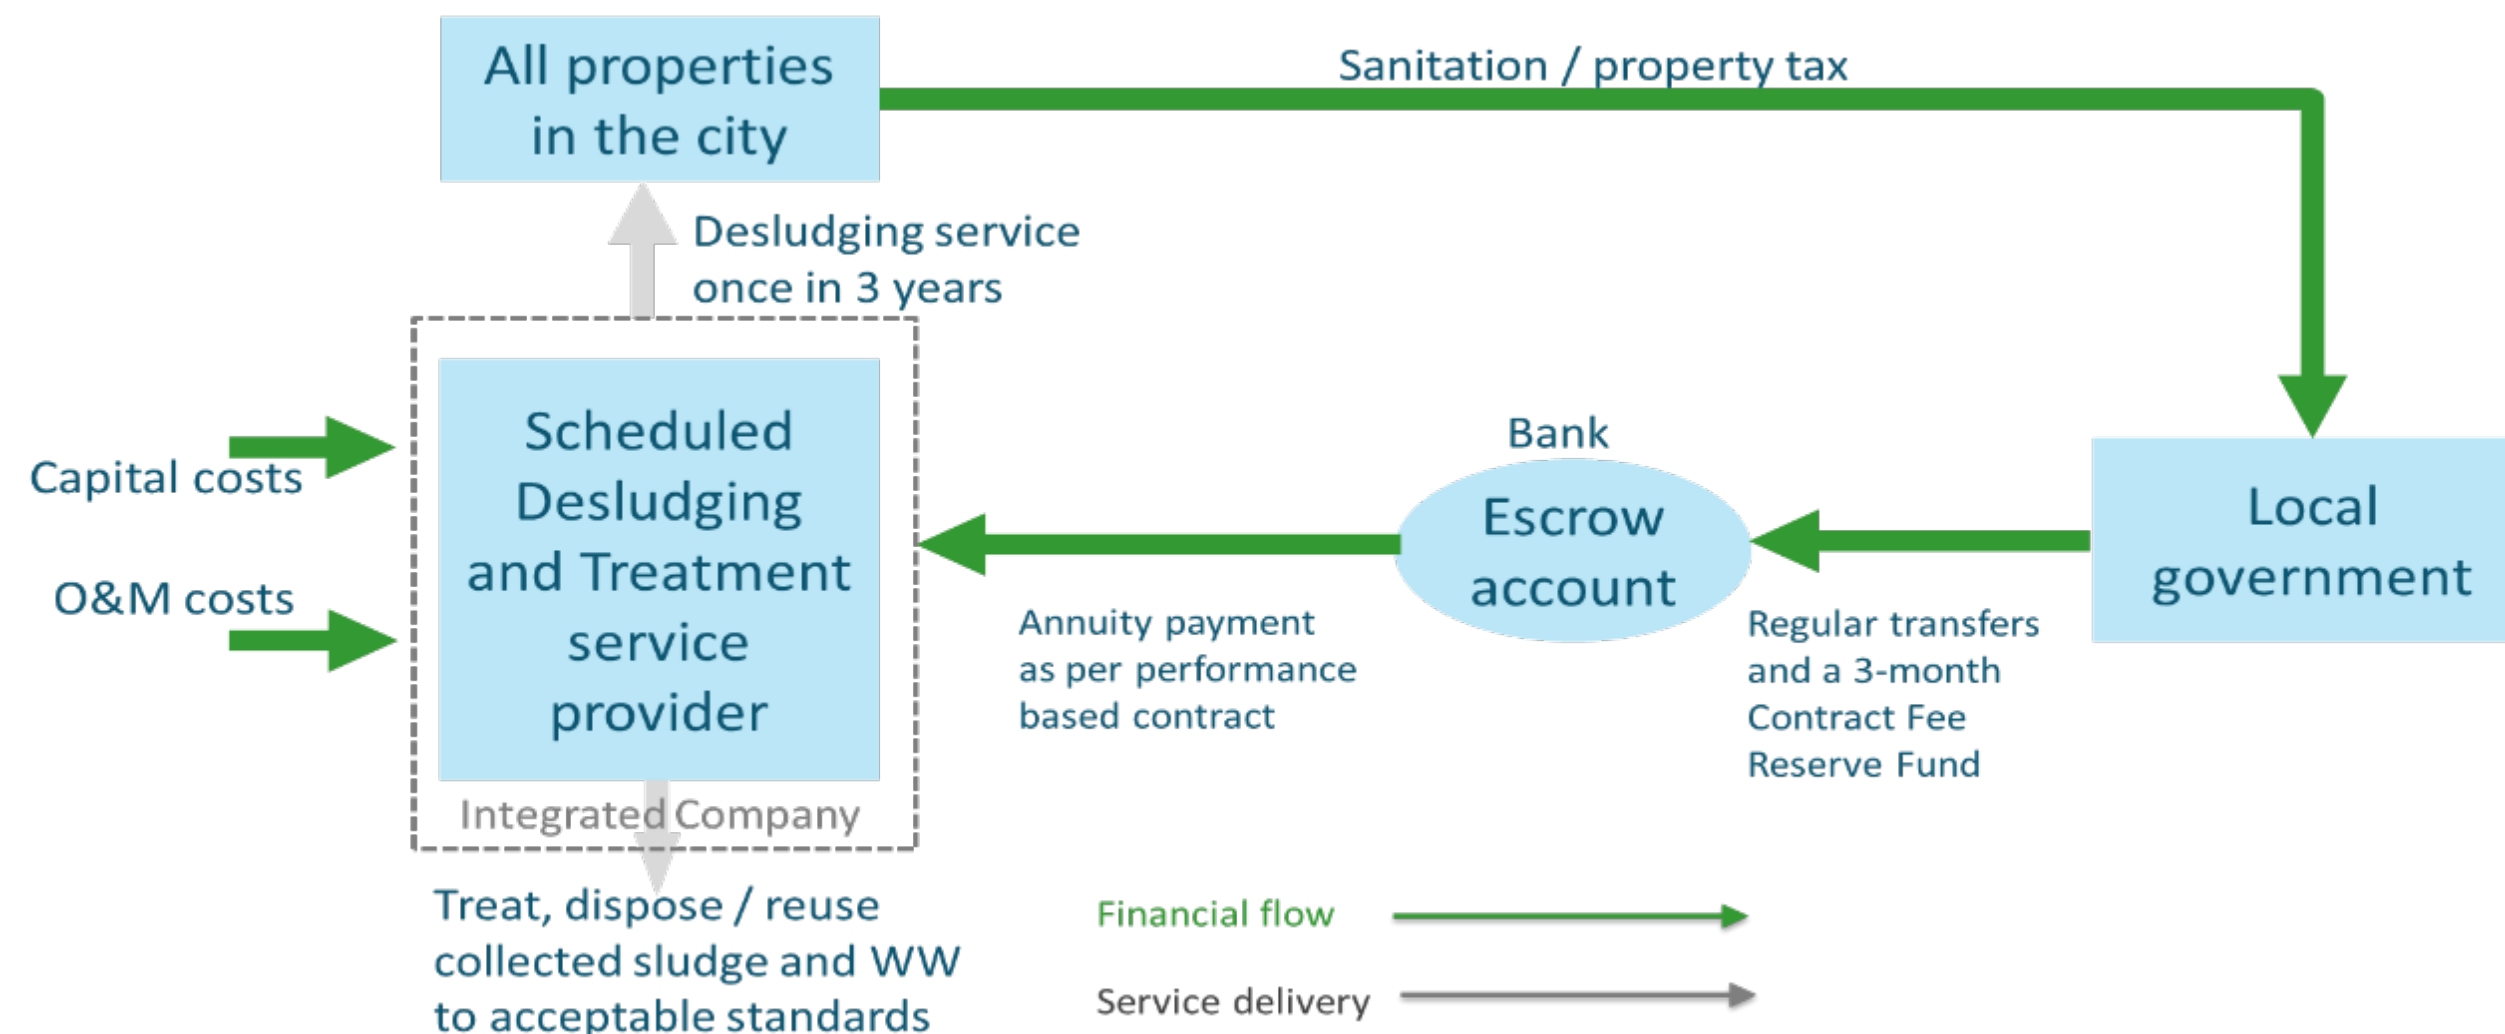 All properties
in the city
Sanitation / property tax
Desludging service
once in 3 years
Capital costs
O&M costs
Scheduled
Desludging
and Treatment
service
provider
Integrated Company
Treat, dispose / reuse
collected sludge and WW
to acceptable standards
Annuity payment
as per performance
based contract
Bank
Escrow
account
Regular transfers
and a 3-month
Contract Fee
Reserve Fund
Local
government
Financial flow
Service delivery